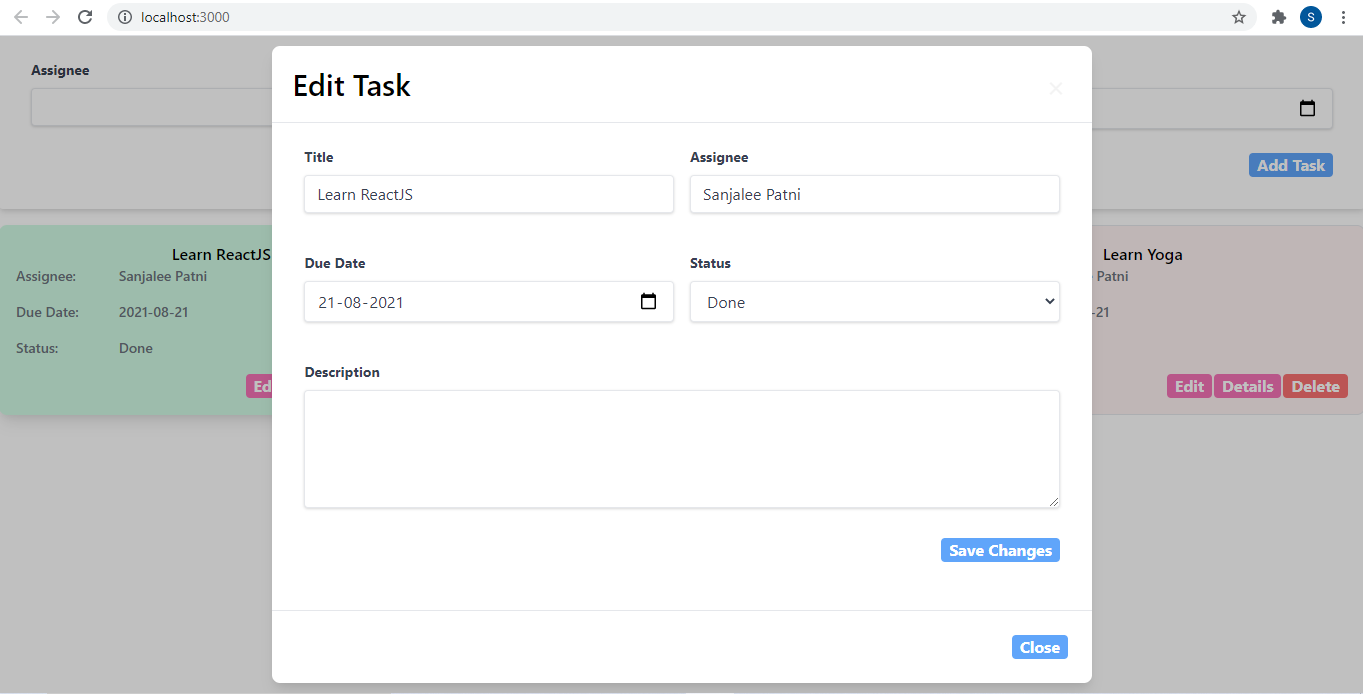 localhost:3000
S
Assignee
Add Task
Edit Task
×
Title
Assignee
Learn ReactJS
Sanjalee Patni
Due Date
Status
21-08-2021
Done
Description
Save Changes
Close
Learn ReactJS
Assignee: Sanjalee Patni
Due Date: 2021-08-21
Status: Done
Ed
Learn Yoga
Patni
-21
Edit Details Delete